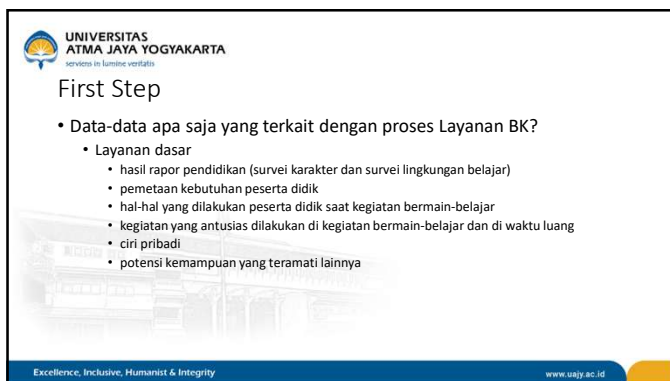 UNIVERSITAS
ATMA JAYA YOGYAKARTA
serviens in lumine veritatis
First Step
• Data-data apa saja yang terkait dengan proses Layanan BK?
• Layanan dasar
• hasil rapor pendidikan (survei karakter dan survei lingkungan belajar)
• pemetaan kebutuhan peserta didik
• hal-hal yang dilakukan peserta didik saat kegiatan bermain-belajar
• kegiatan yang antusias dilakukan di kegiatan bermain-belajar dan di waktu luang
• ciri pribadi
• potensi kemampuan yang teramati lainnya
Excellence, Inclusive, Humanist & Integrity
www.uajy.ac.id